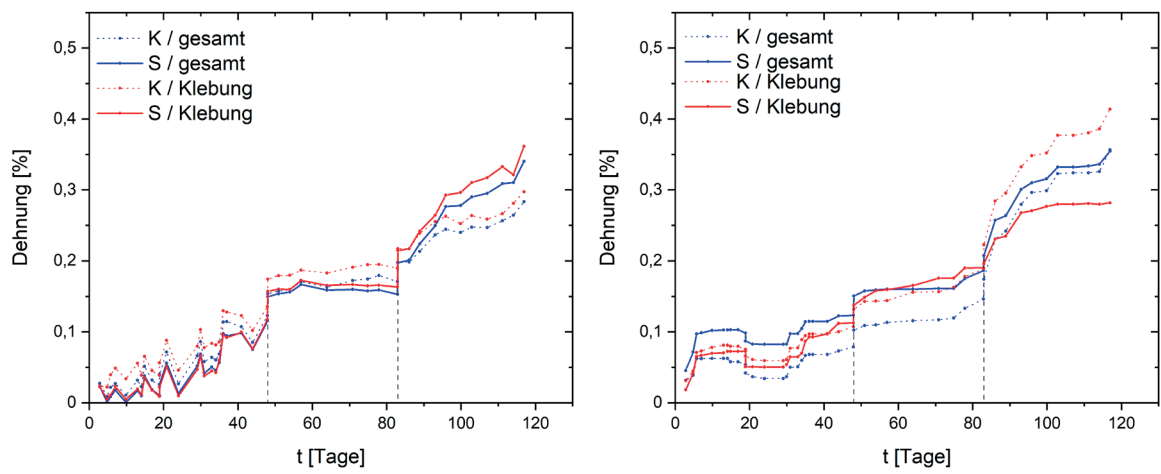 0,5
0,4
0,3
0,2
0,1
0
Dehnung [%]
K / gesamt
S / gesamt
K / Klebung
S / Klebung
0 20 40 60 80 100 120
t [Tage]
0,5
0,4
0,3
0,2
0,1
0
Dehnung [%]
K / gesamt
S / gesamt
K / Klebung
S / Klebung
0 20 40 60 80 100 120
t [Tage]